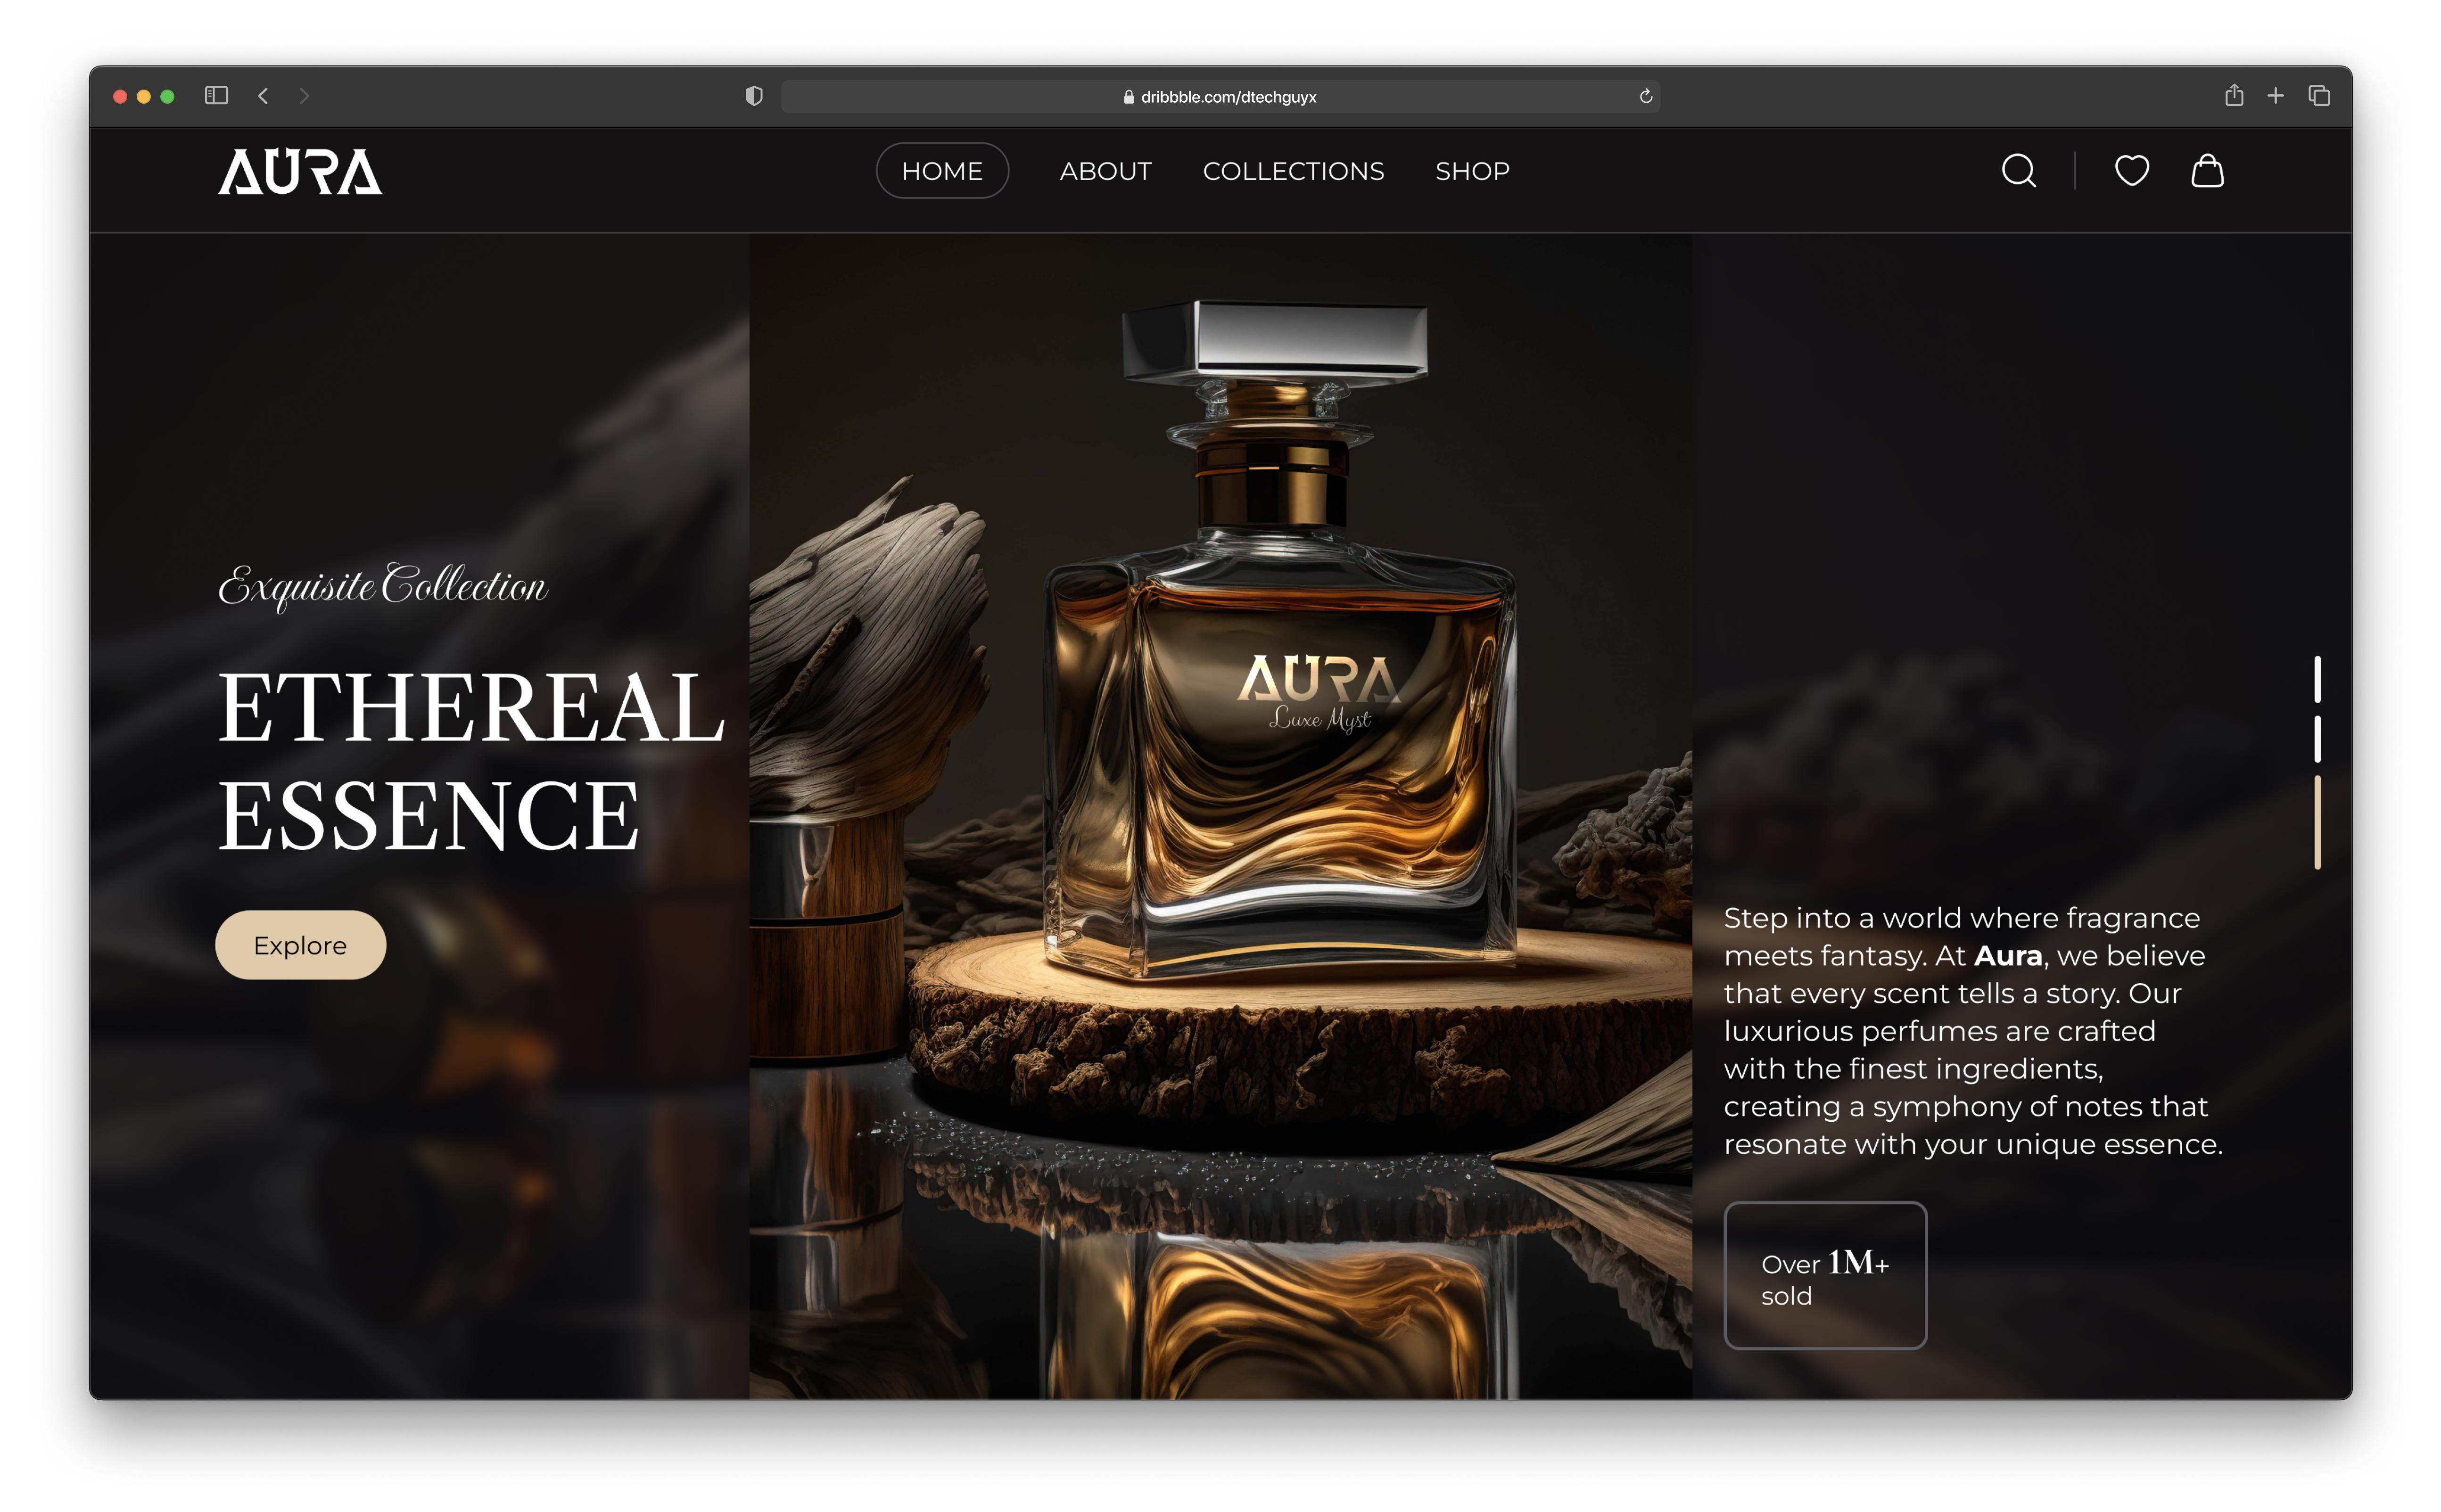 dribbble.com/dtechguyx
AURA
HOME
ABOUT
COLLECTIONS
SHOP
Exquisite Collection
ETHEREAL
ESSENCE
Explore
AURA
Luxe Myst
Step into a world where fragrance
meets fantasy. At Aura, we believe
that every scent tells a story. Our
luxurious perfumes are crafted
with the finest ingredients,
creating a symphony of notes that
resonate with your unique essence.
Over 1M+
sold